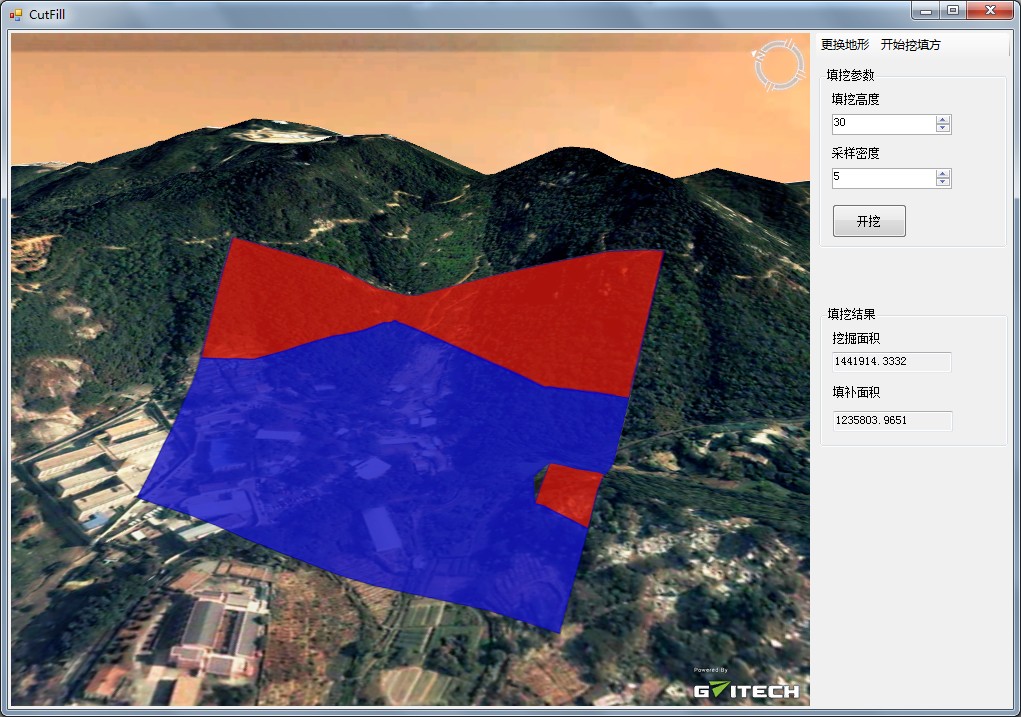 CutFill
更换地形 开始挖填方
填挖参数
填挖高度
30
采样密度
5
开挖
填挖结果
挖掘面积
1441914.3332
填补面积
1235803.9651
N
Powered By
GVITECH